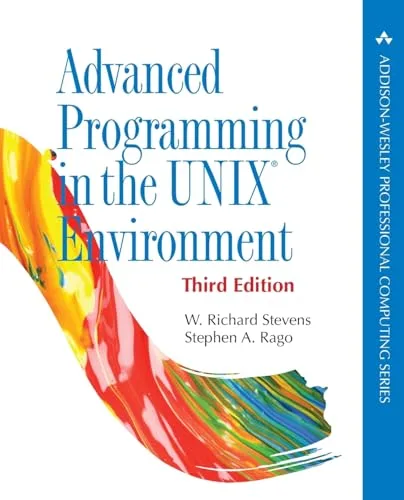 Advanced
Programming
in the UNIX®
Environment
Third Edition
W. Richard Stevens
Stephen A. Rago
ADDISON-WESLEY PROFESSIONAL COMPUTING SERIES